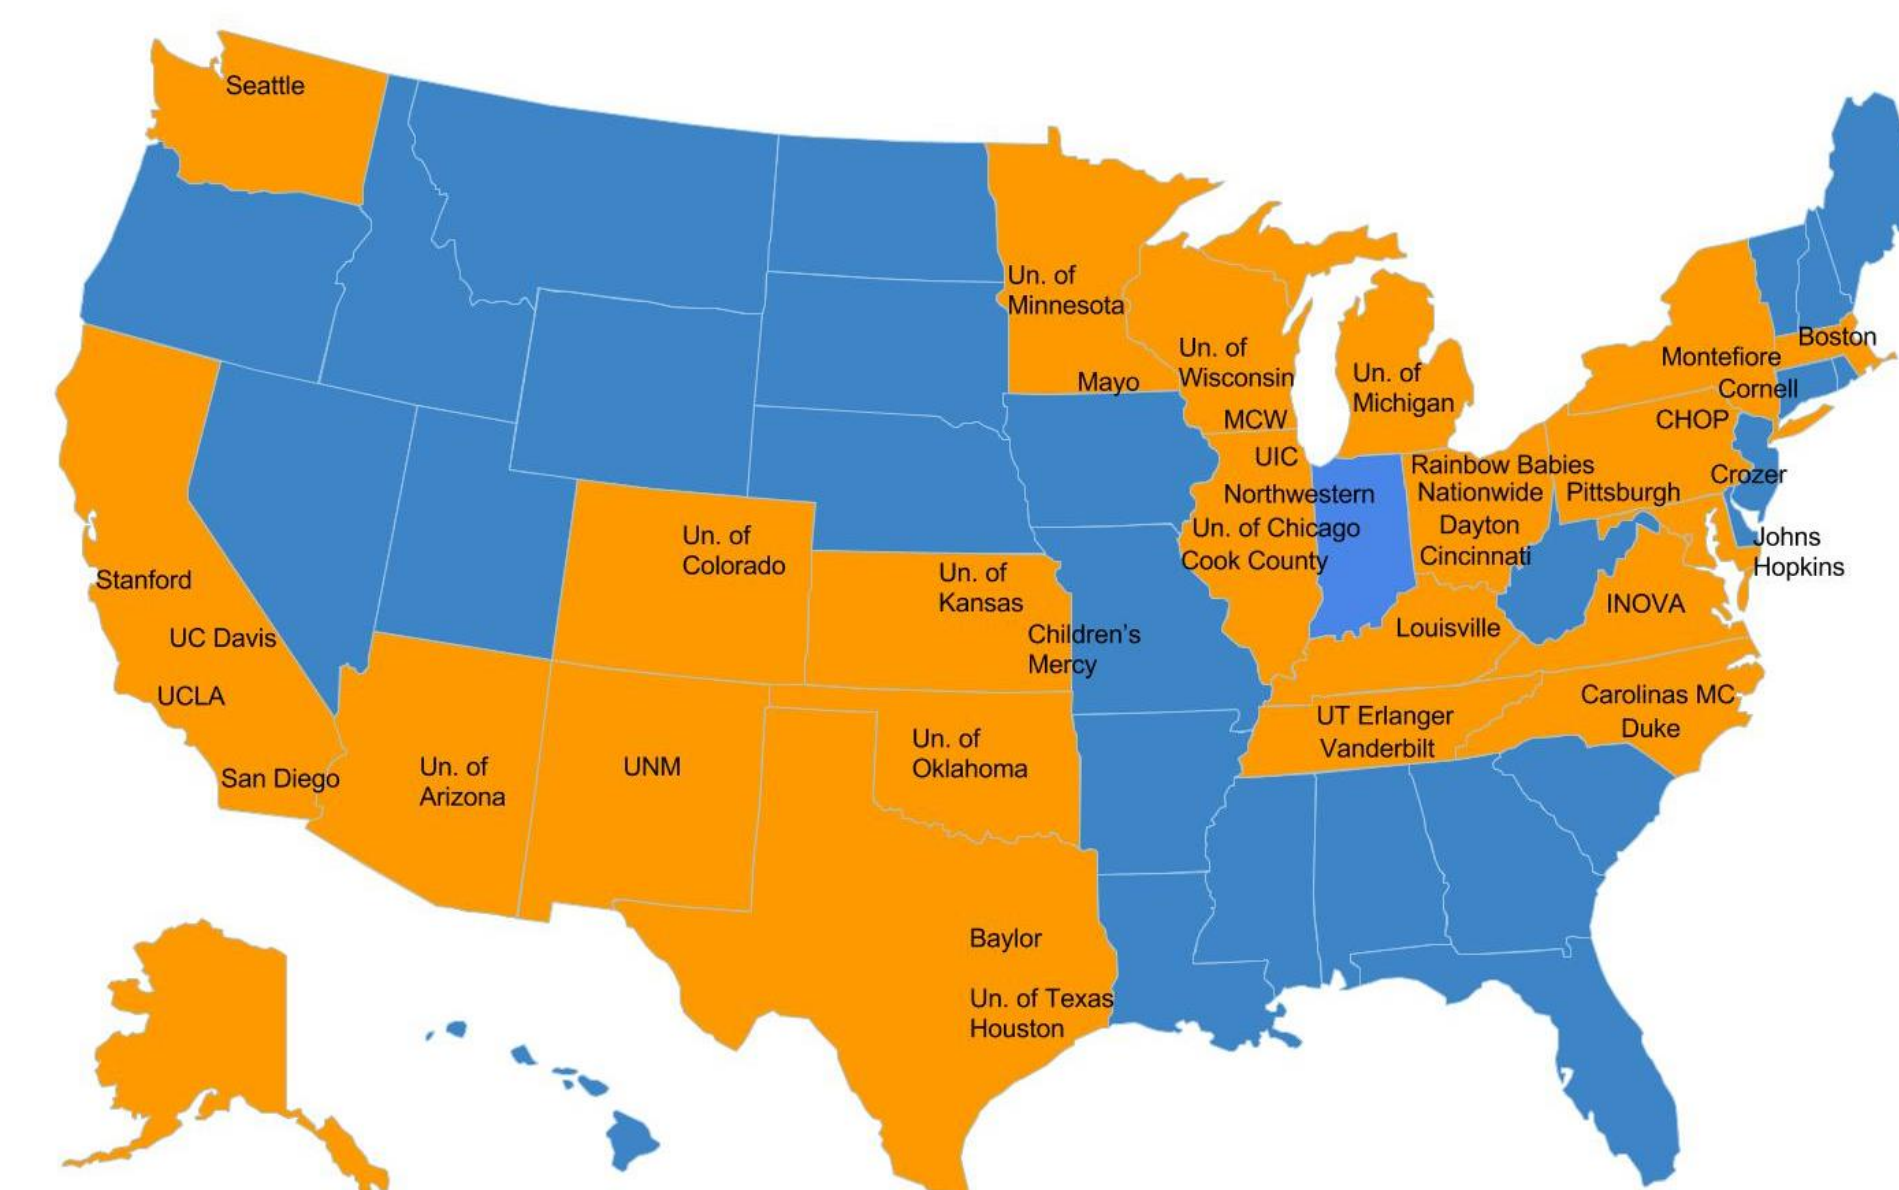 Seattle
Un. of
Minnesota
Mayo
Un. of
Wisconsin
MCW
Un. of
Michigan
Boston
Montefiore
Cornell
CHOP
Crozer
UIC
Northwestern
Un. of Chicago
Cook County
Rainbow Babies
Nationwide
Dayton
Cincinnati
Pittsburgh
Johns
Hopkins
INOVA
Louisville
Un. of
Colorado
Un. of
Kansas
Children's
Mercy
Stanford
UC Davis
UCLA
San Diego
Un. of
Arizona
UNM
Un. of
Oklahoma
UT Erlanger
Vanderbilt
Carolinas MC
Duke
Baylor
Un. of Texas
Houston